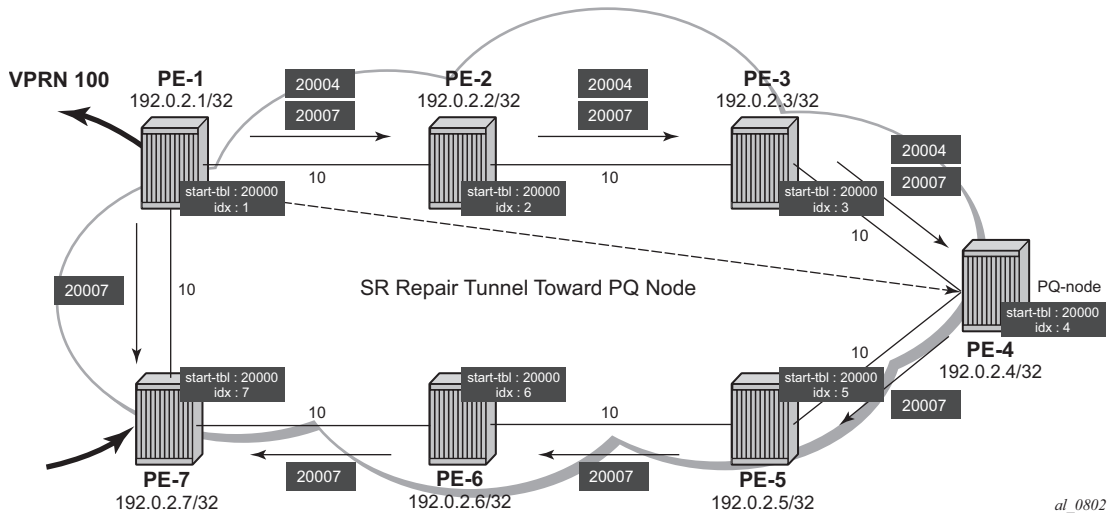 VPRN 100
PE-1
192.0.2.1/32
20004
20007
PE-2
192.0.2.2/32
20004
20007
PE-3
192.0.2.3/32
20004
20007
start-tbl : 20000
idx : 1
10
start-tbl : 20000
idx : 2
10
start-tbl : 20000
idx : 3
10
20007
10
SR Repair Tunnel Toward PQ Node
PQ-node
start-tbl : 20000
idx : 4
PE-4
192.0.2.4/32
10
20007
start-tbl : 20000
idx : 7
10
start-tbl : 20000
idx : 6
10
start-tbl : 20000
idx : 5
20007
20007
PE-7
192.0.2.7/32
PE-6
192.0.2.6/32
PE-5
192.0.2.5/32
al_0802